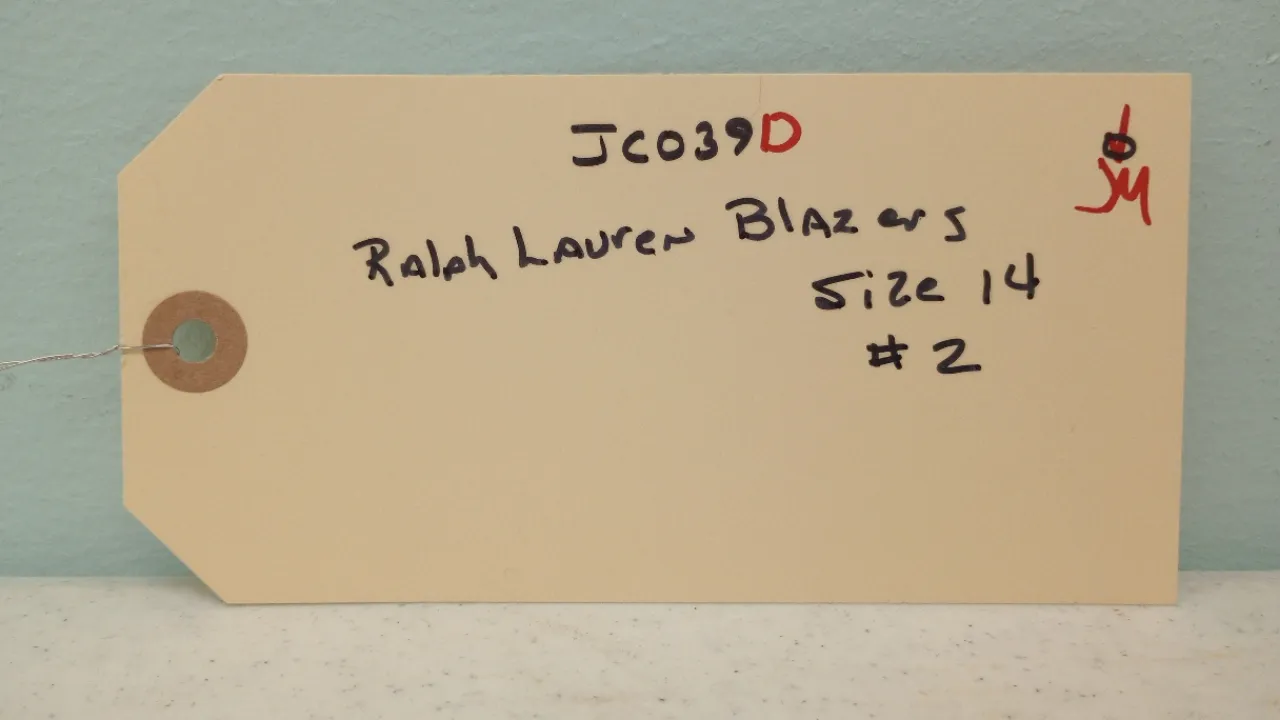 JC039D
JM
Ralph Lauren Blazers
Size 14
# 2